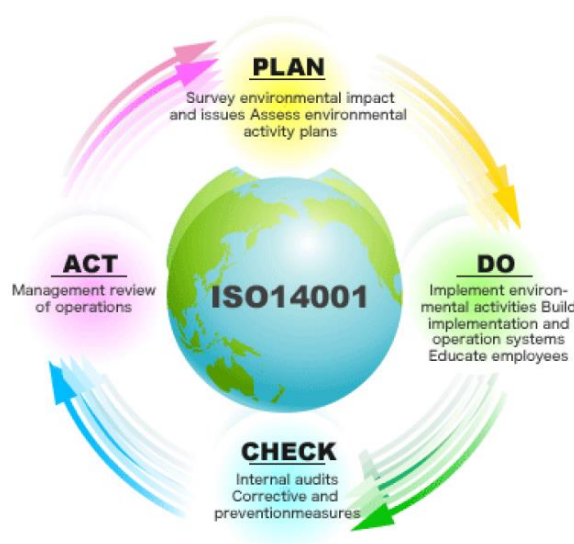 PLAN
Survey environmental impact
and issues Assess environmental
activity plans
ACT
Management review
of operations
ISO14001
DO
Implement environ-
mental activities Build
implementation and
operation systems
Educate employees
CHECK
Internal audits
Corrective and
preventionmeasures